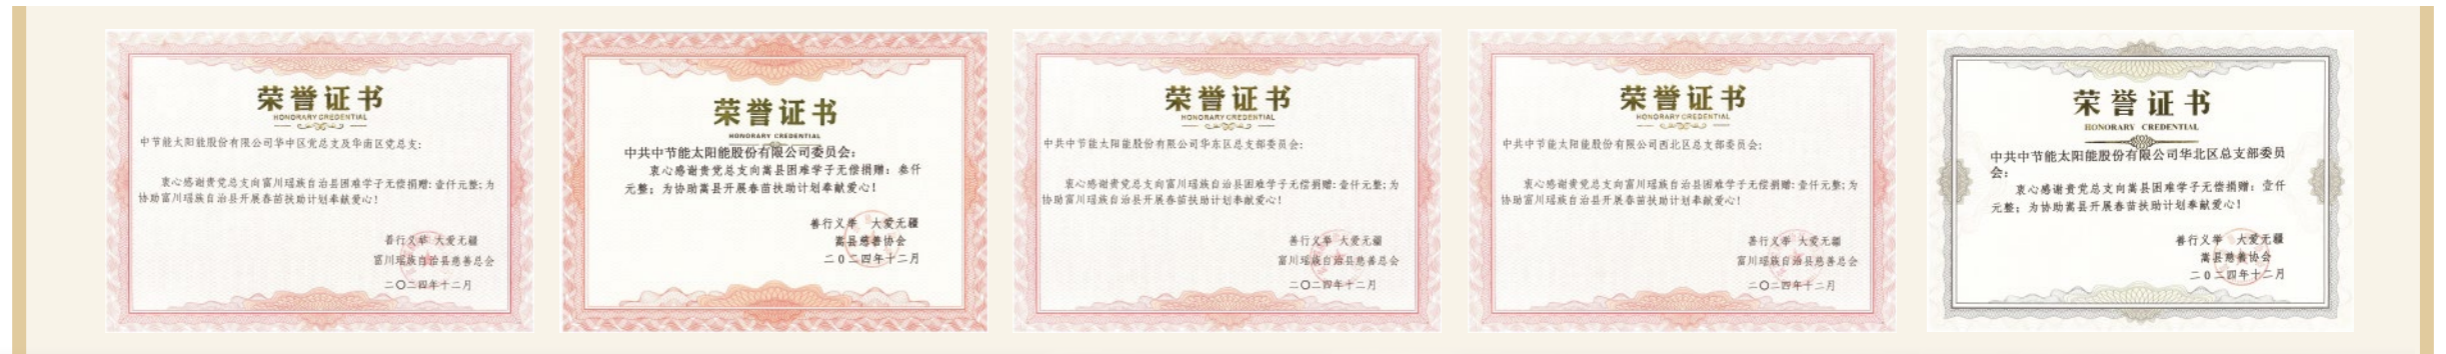 荣誉证书
HONORARY CREDENTIAL
中节能太阳能股份有限公司华中区党总支及华南区党总支:
衷心感谢贵党总支向富川瑶族自治县困难学子无偿捐赠: 壹仟元整; 为
协助富川瑶族自治县开展春苗扶助计划奉献爱心!
善行义举 大爱无疆
富川瑶族自治县慈善总会
二〇二四年十二月
荣誉证书
HONORARY CREDENTIAL
中共中节能太阳能股份有限公司委员会:
衷心感谢贵党总支向嵩县困难学子无偿捐赠: 叁仟
元整; 为协助嵩县开展春苗扶助计划奉献爱心!
善行义举 大爱无疆
嵩县慈善协会
二0二四年十二月
荣誉证书
HONORARY CREDENTIAL
中共中节能太阳能股份有限公司华东区总支部委员会:
衷心感谢贵党总支向富川瑶族自治县困难学子无偿捐赠: 壹仟元整; 为
协助富川瑶族自治县开展春苗扶助计划奉献爱心!
善行义举 大爱无疆
富川瑶族自治县慈善总会
二〇二四年十二月
荣誉证书
HONORARY CREDENTIAL
中共中节能太阳能股份有限公司西北区总支部委员会:
衷心感谢贵党总支向富川瑶族自治县困难学子无偿捐赠: 壹仟元整; 为
协助富川瑶族自治县开展春苗扶助计划奉献爱心!
善行义举 大爱无疆
富川瑶族自治县慈善总会
二〇二四年十二月
荣誉证书
HONORARY CREDENTIAL
中共中节能太阳能股份有限公司华北区总支部委员
会:
衷心感谢贵党总支向嵩县困难学子无偿捐赠: 壹仟
元整; 为协助嵩县开展春苗扶助计划奉献爱心!
善行义举 大爱无疆
嵩县慈善协会
二0二四年十二月